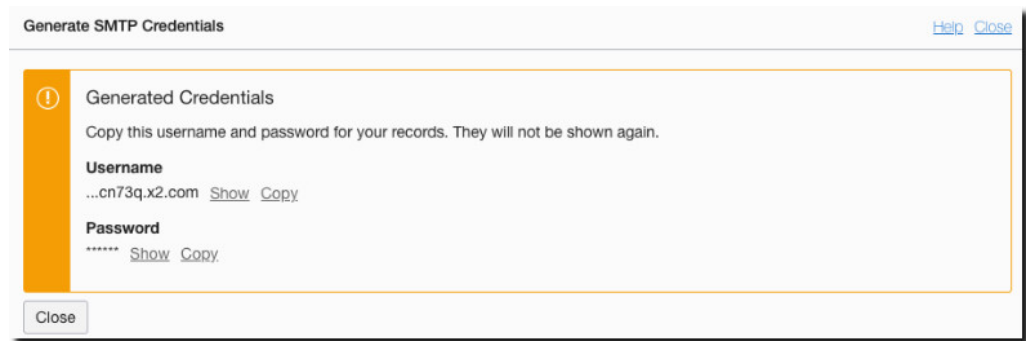 Generate SMTP Credentials Help Close
Generated Credentials
Copy this username and password for your records. They will not be shown again.
Username
...cn73q.x2.com Show Copy
Password
****** Show Copy
Close